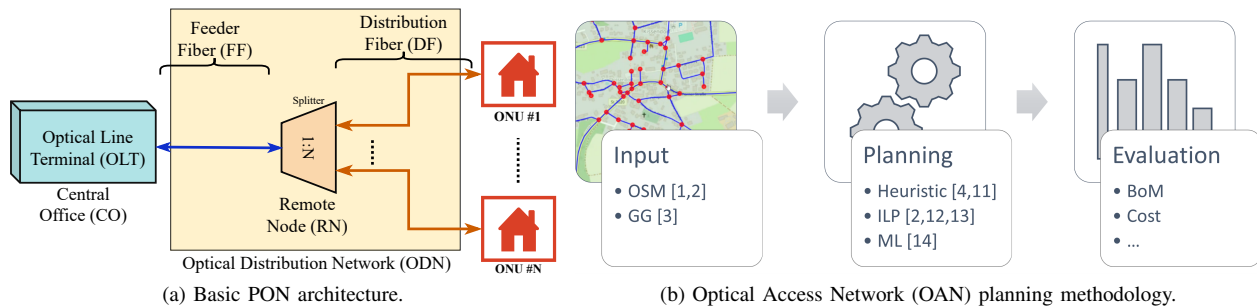 Feeder
Fiber (FF)
Distribution
Fiber (DF)
Splitter
1:N
Optical Line
Terminal (OLT)
Central
Office (CO)
Remote
Node (RN)
ONU #1
ONU #N
Optical Distribution Network (ODN)
(a) Basic PON architecture.
Input
• OSM [1,2]
• GG [3]
Planning
• Heuristic [4,11]
• ILP [2,12,13]
• ML [14]
Evaluation
• BoM
• Cost
• ...
(b) Optical Access Network (OAN) planning methodology.